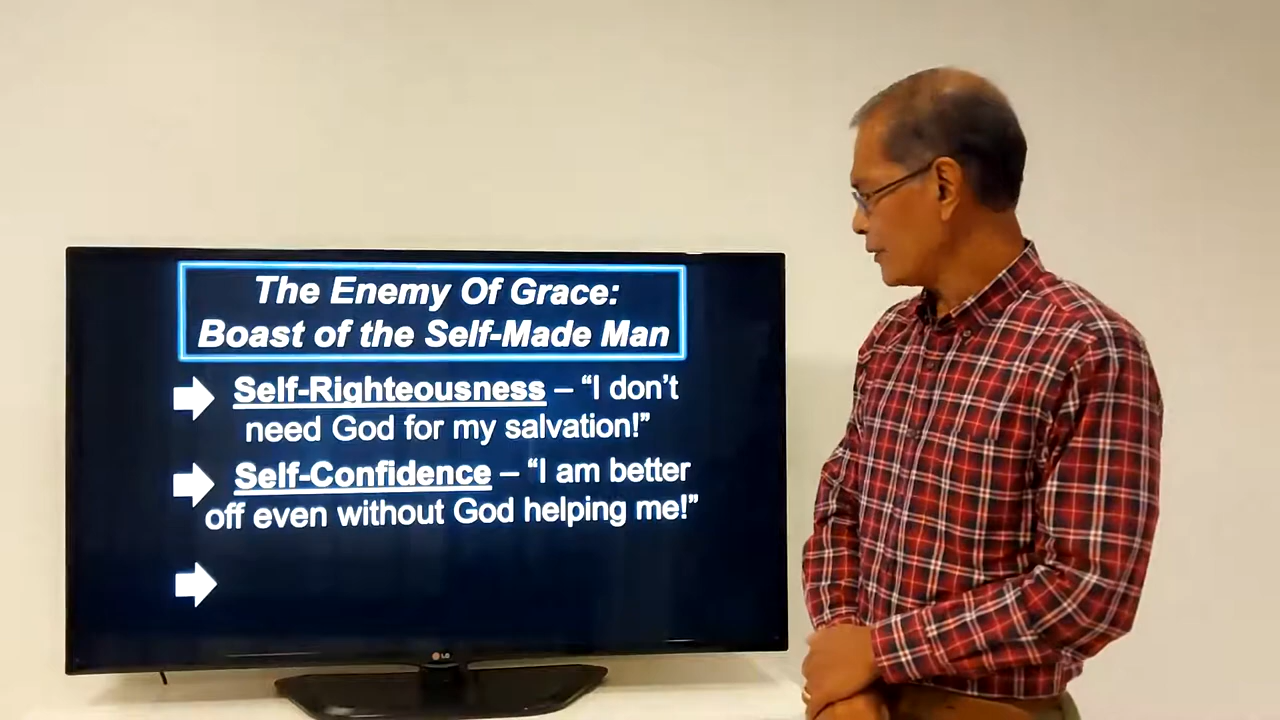 The Enemy Of Grace:
Boast of the Self-Made Man
Self-Righteousness – “I don’t
need God for my salvation!”
Self-Confidence – “I am better
off even without God helping me!”
LG